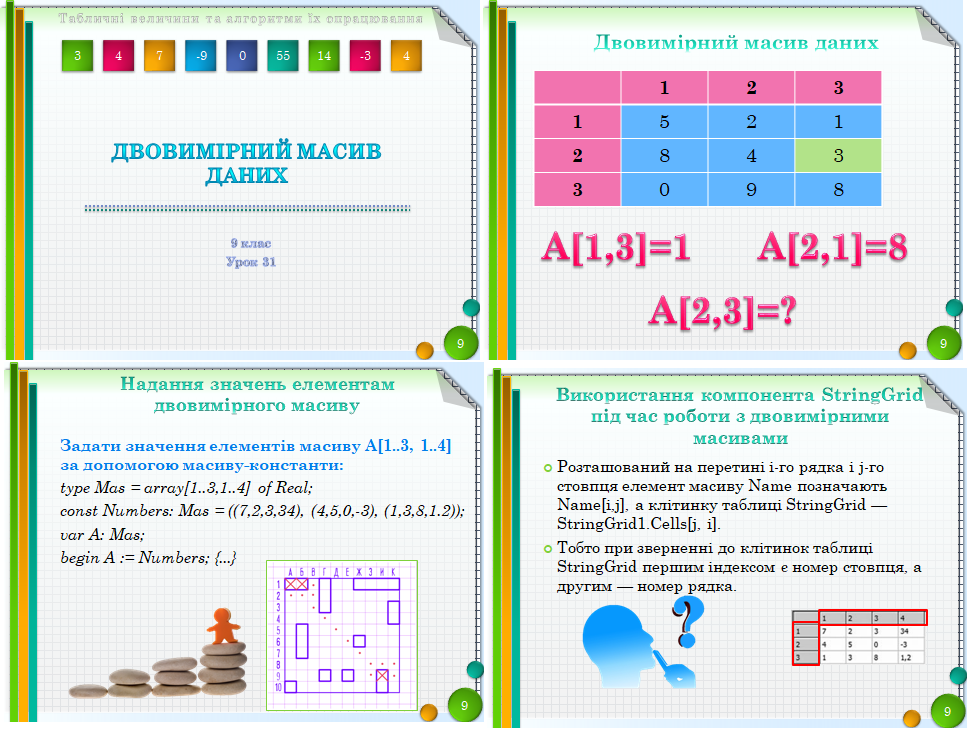 Табличні величини та алгоритми їх опрацювання
3 4 7 -9 0 55 14 -3 4
ДВОВИМІРНИЙ МАСИВ
ДАНИХ
9 клас
Урок 31
9
Двовимірний масив даних
1 2 3
1 5 2 1
2 8 4 3
3 0 9 8
A[1,3]=1 A[2,1]=8
A[2,3]=?
9
Надання значень елементам
двовимірного масиву
Задати значення елементів масиву A[1..3, 1..4]
за допомогою масиву-константи:
type Mas = array[1..3,1..4] of Real;
const Numbers: Mas = ((7,2,3,34), (4,5,0,-3), (1,3,8,1.2));
var A: Mas;
begin A := Numbers; {...}
А Б В Г Д Е Ж З И К
1
2
3
4
5
6
7
8
9
10
9
Використання компонента StringGrid
під час роботи з двовимірними
масивами
Розташований на перетині i-го рядка і j-го
стовпця елемент масиву Name позначають
Name[i,j], а клітинку таблиці StringGrid —
StringGrid1.Cells[j, i].
Тобто при зверненні до клітинок таблиці
StringGrid першим індексом є номер стовпця, а
другим — номер рядка.
?
1 2 3 4
1 7 2 3 34
2 4 5 0 -3
3 1 3 8 1,2
9